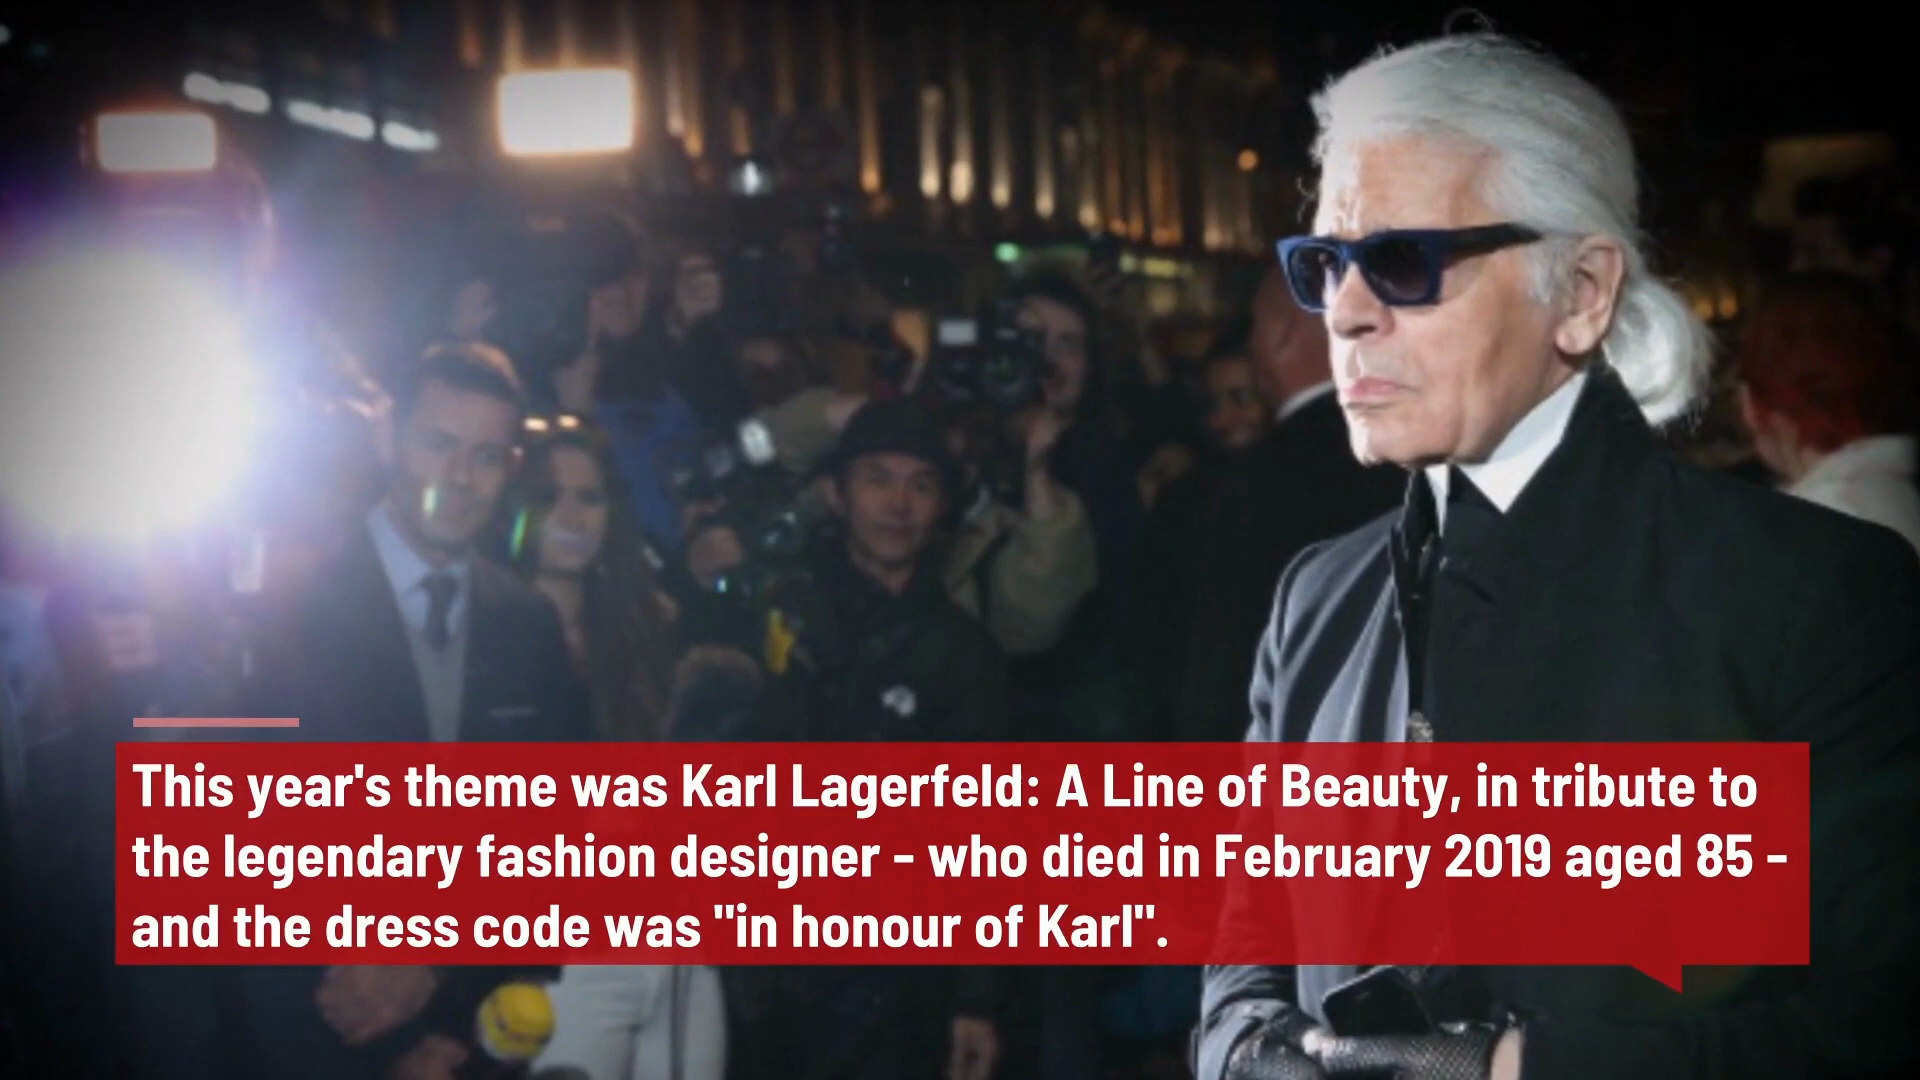 This year's theme was Karl Lagerfeld: A Line of Beauty, in tribute to
the legendary fashion designer - who died in February 2019 aged 85 -
and the dress code was "in honour of Karl".